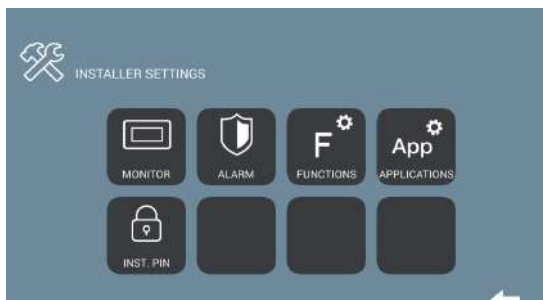 INSTALLER SETTINGS
F
App
MONITOR
ALARM
FUNCTIONS
APPLICATIONS
INST. PIN